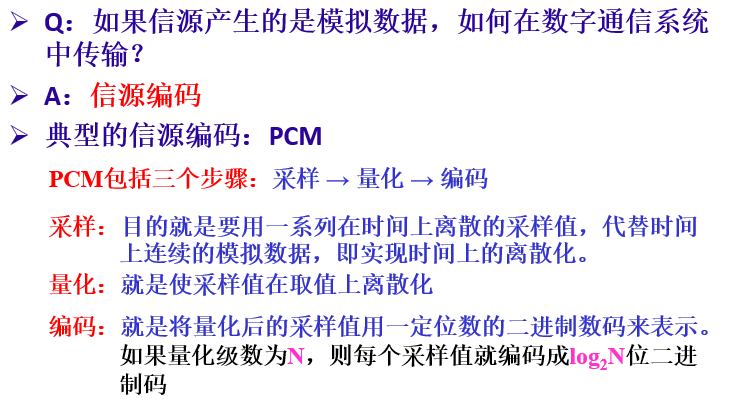 ➢ Q：如果信源产生的是模拟数据，如何在数字通信系统
中传输？
➢ A：信源编码
➢ 典型的信源编码：PCM
PCM包括三个步骤：采样 → 量化 → 编码
采样：目的就是要用一系列在时间上离散的采样值，代替时间
上连续的模拟数据，即实现时间上的离散化。
量化：就是使采样值在取值上离散化
编码：就是将量化后的采样值用一定位数的二进制数码来表示。
如果量化级数为N，则每个采样值就编码成log₂N位二进
制码